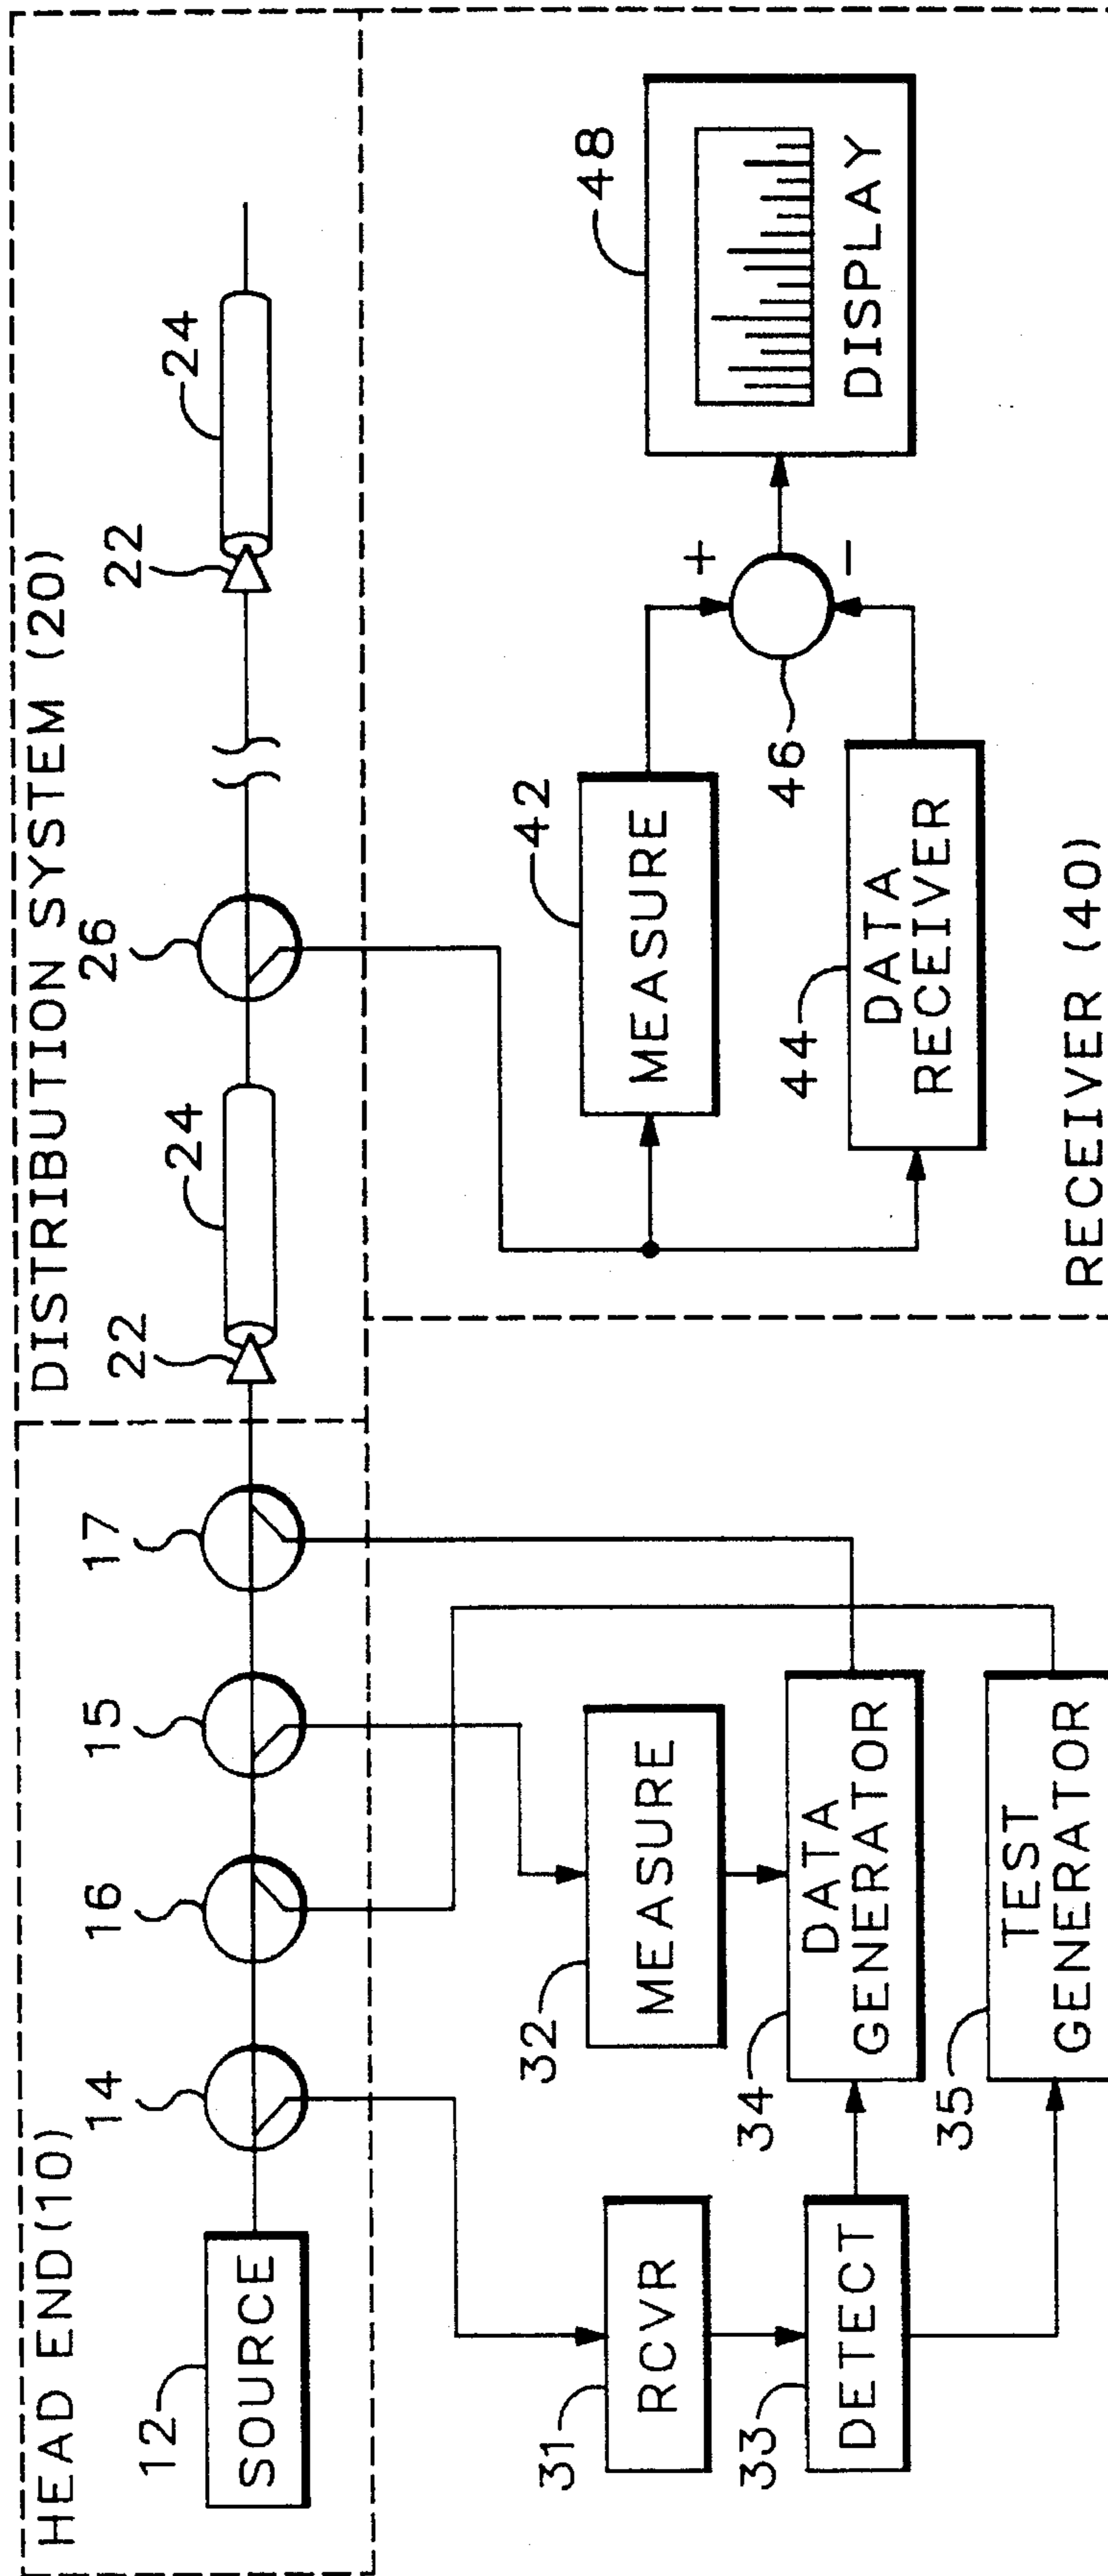 HEAD END(10)
DISTRIBUTION SYSTEM (20)
12
SOURCE
14
16
15
17
22
24
26
22
24
31
RCVR
33
DETECT
32
MEASURE
34
DATA
GENERATOR
35
TEST
GENERATOR
42
MEASURE
44
DATA
RECEIVER
46
+
−
48
DISPLAY
RECEIVER (40)